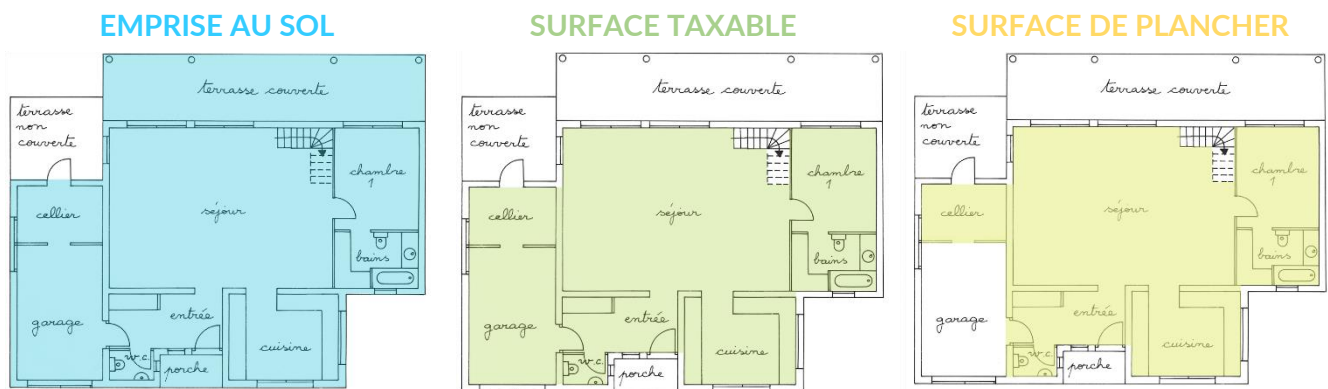 EMPRISE AU SOL
terrasse couverte
terrasse
non
couverte
chambre
1
cellier
séjour
bains
garage
entrée
w.c.
cuisine
porche
SURFACE TAXABLE
terrasse couverte
terrasse
non
couverte
chambre
1
cellier
séjour
bains
garage
entrée
w.c.
cuisine
porche
SURFACE DE PLANCHER
terrasse couverte
terrasse
non
couverte
chambre
1
cellier
séjour
bains
garage
entrée
w.c.
cuisine
porche